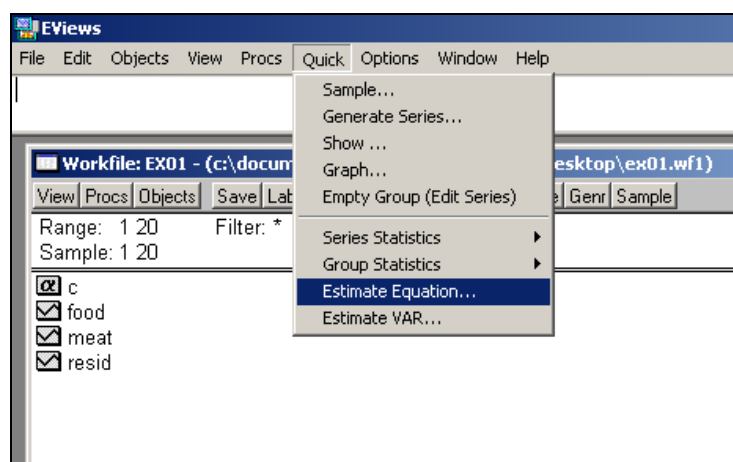 EViews
File Edit Objects View Procs Quick Options Window Help
Sample...
Generate Series...
Show ...
Graph...
Empty Group (Edit Series)
Series Statistics
Group Statistics
Estimate Equation...
Estimate VAR...
Workfile: EX01 - (c:\docum esktop\ex01.wf1)
View Procs Objects Save Lab e Genr Sample
Range: 1 20 Filter: *
Sample: 1 20
α c
food
meat
resid